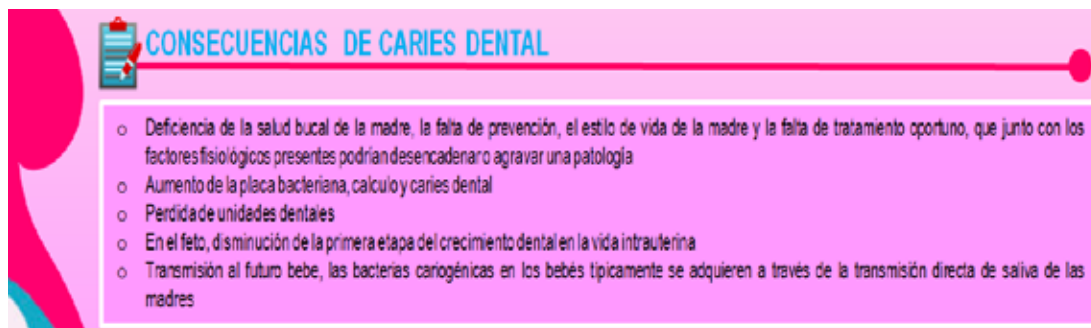 CONSECUENCIAS DE CARIES DENTAL
o Deficiencia de la salud bucal de la madre, la falta de prevención, el estilo de vida de la madre y la falta de tratamiento oportuno, que junto con los
factores fisiológicos presentes podrían desencadenar o agravar una patología
o Aumento de la placa bacteriana, calculo y caries dental
o Perdida de unidades dentales
o En el feto, disminución de la primera etapa del crecimiento dental en la vida intrauterina
o Transmisión al futuro bebe, las bacterias cariogénicas en los bebés típicamente se adquieren a través de la transmisión directa de saliva de las
madres